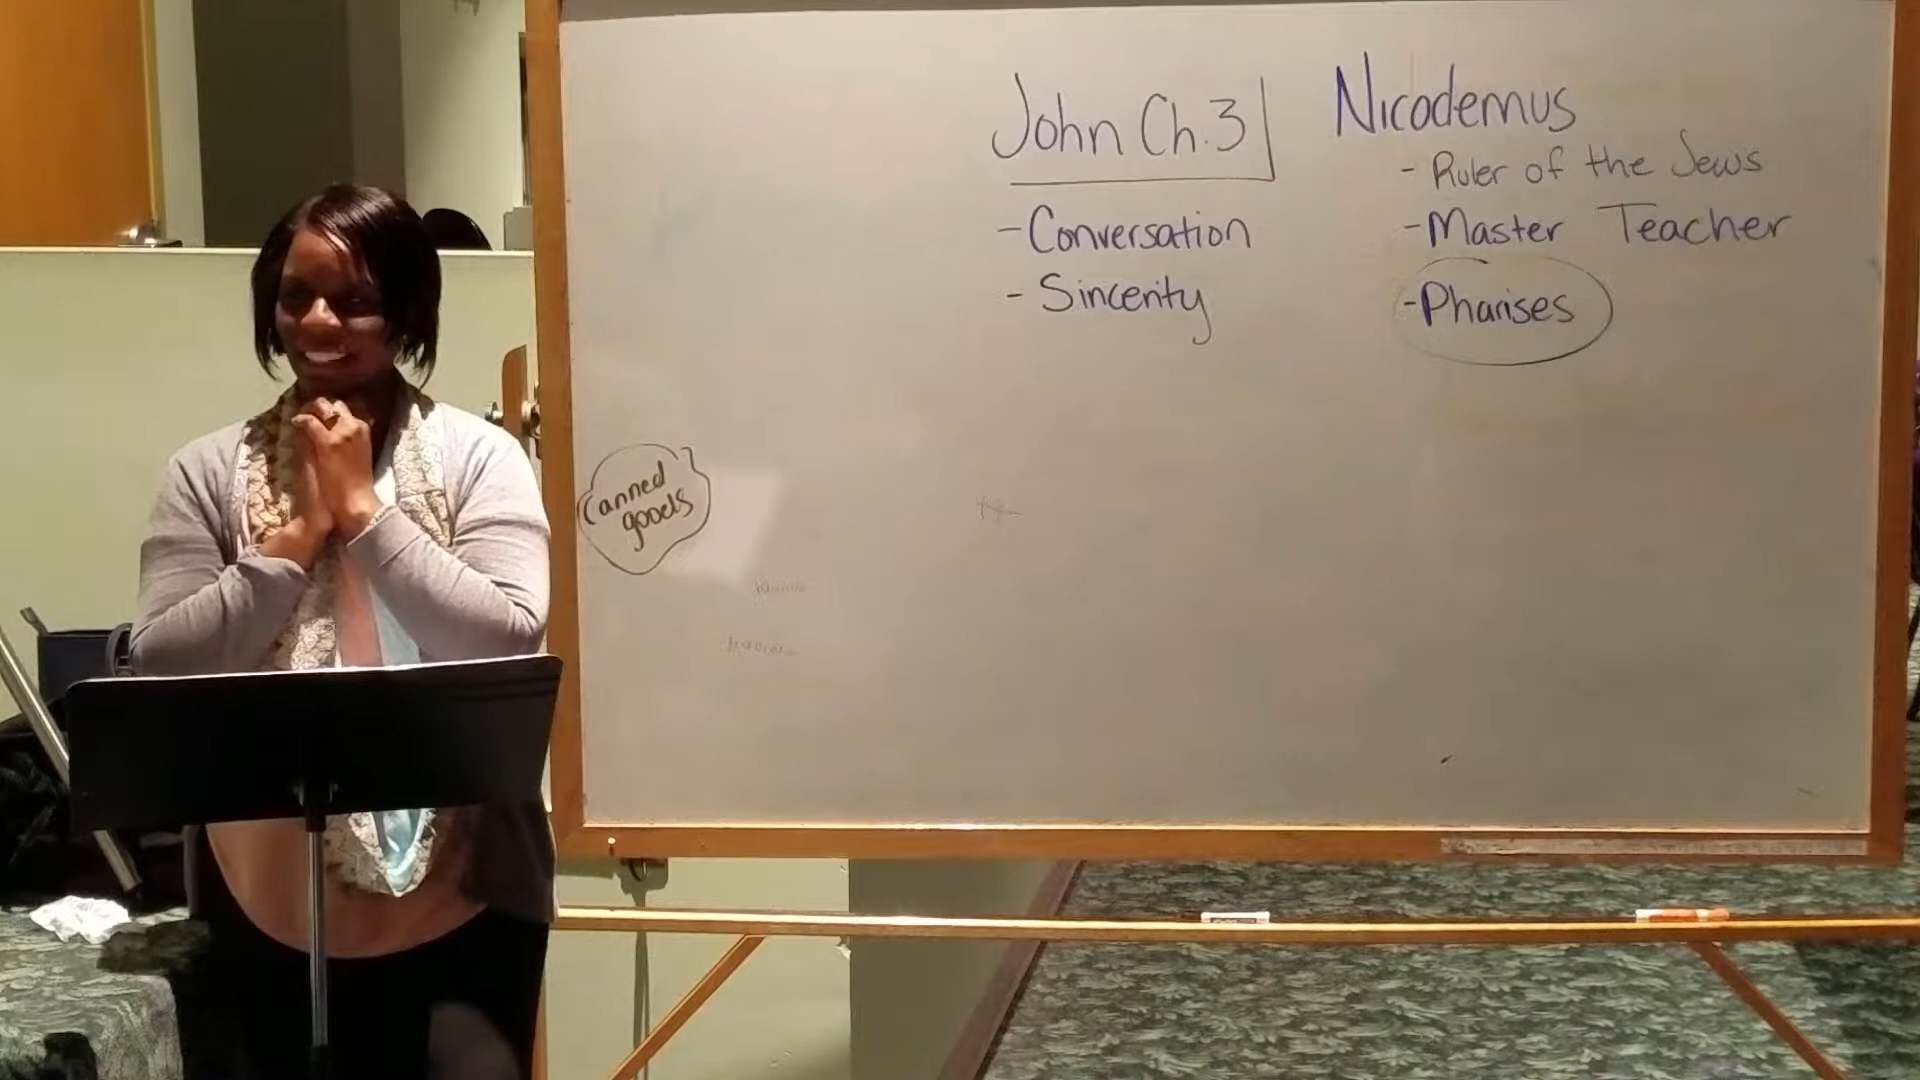 John Ch.3
- Conversation
- Sincerity
Nicodemus
- Ruler of the Jews
- Master Teacher
- Pharises
Canned
goods